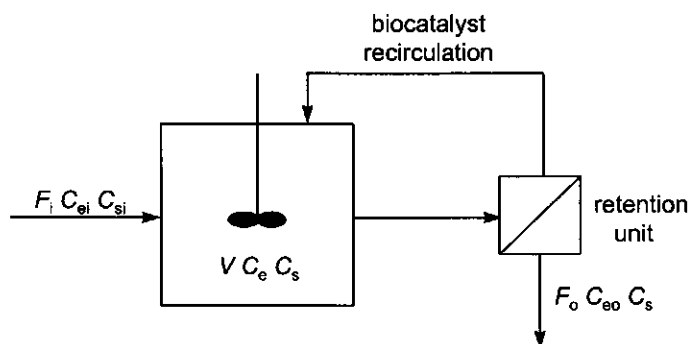 biocatalyst
recirculation
Fi Cei Csi
V Ce Cs
retention
unit
Fo Ceo Cs